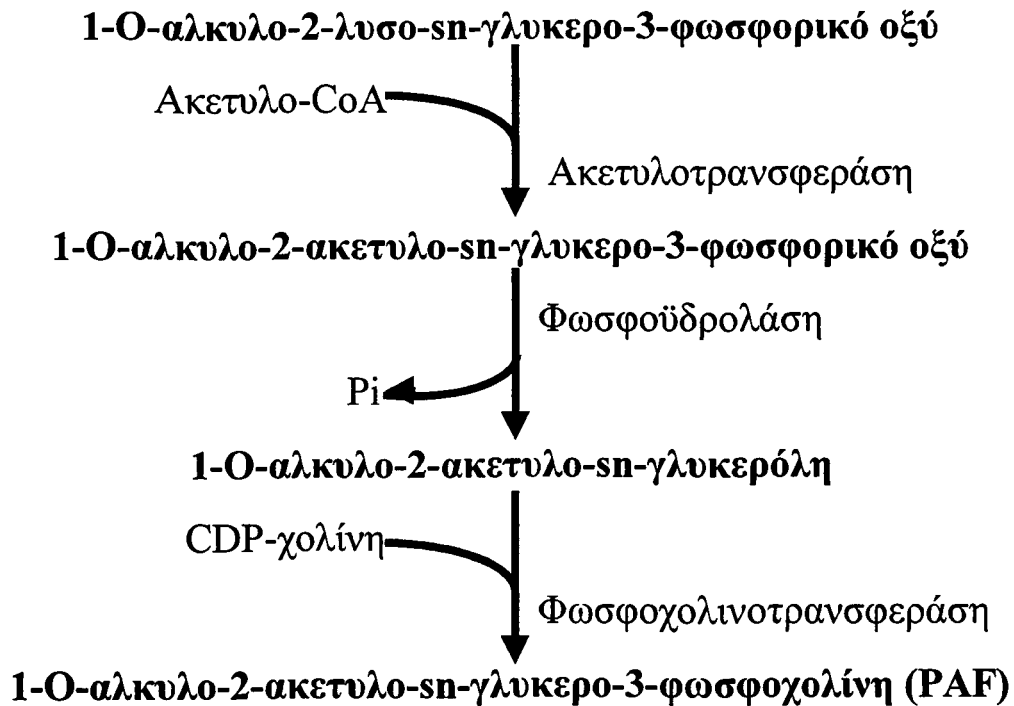 1-Ο-αλκυλο-2-λυσο-sn-γλυκερο-3-φωσφορικό οξύ
Ακετυλο-CoA
Ακετυλοτρανσφεράση
1-Ο-αλκυλο-2-ακετυλο-sn-γλυκερο-3-φωσφορικό οξύ
Φωσφοϋδρολάση
Pi
1-Ο-αλκυλο-2-ακετυλο-sn-γλυκερόλη
CDP-χολίνη
Φωσφοχολινοτρανσφεράση
1-Ο-αλκυλο-2-ακετυλο-sn-γλυκερο-3-φωσφοχολίνη (PAF)